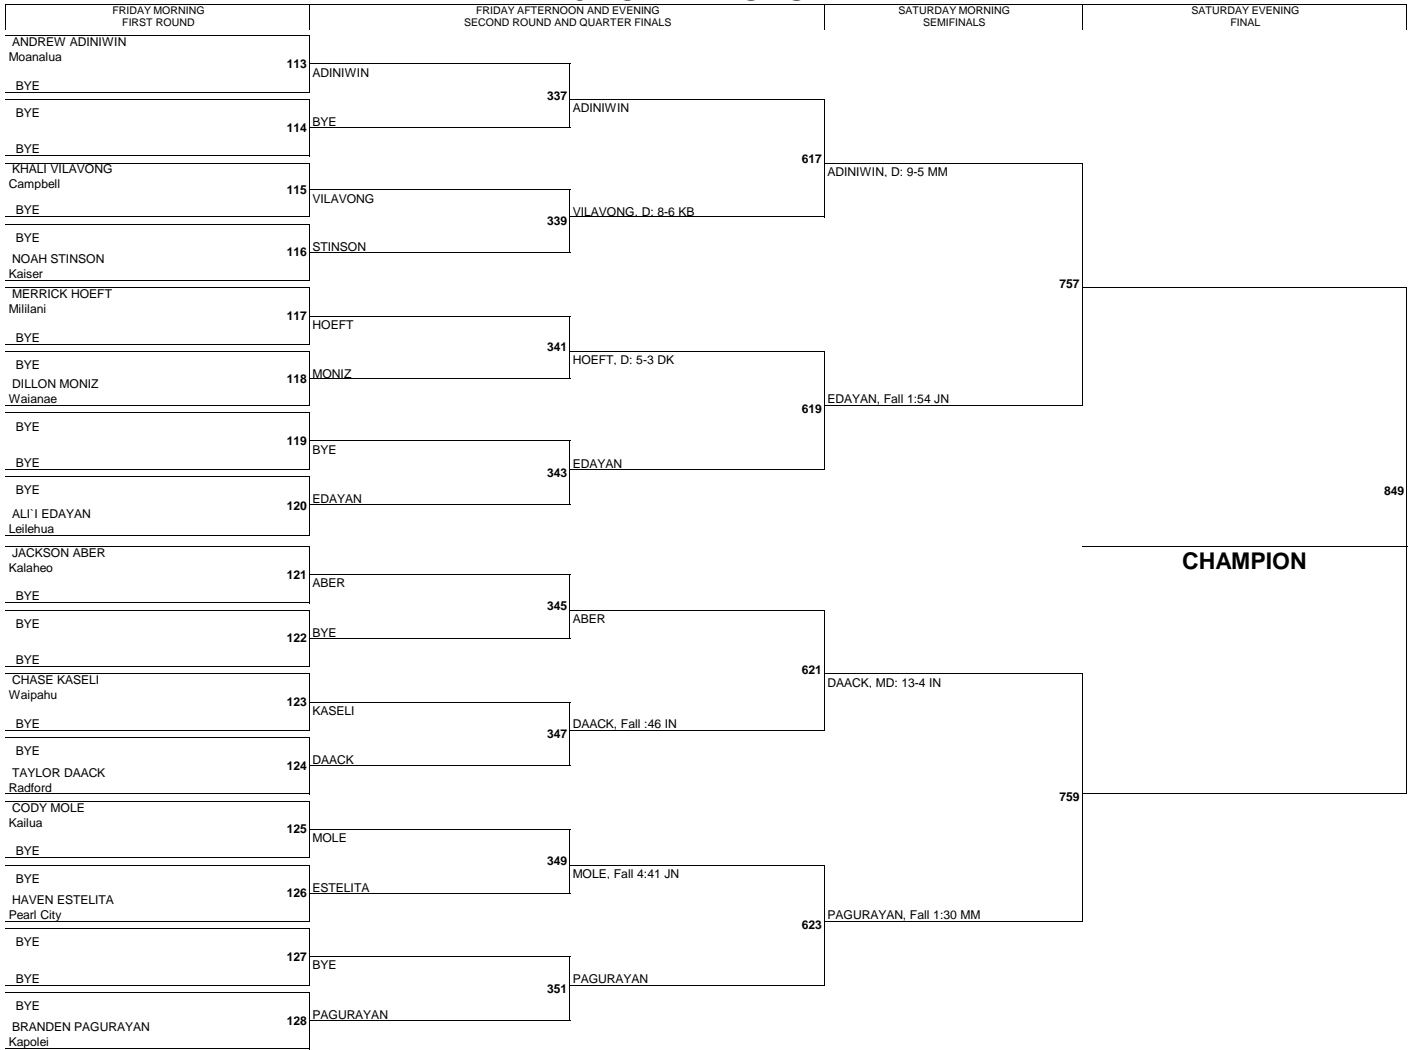 FRIDAY MORNING
FIRST ROUND
FRIDAY AFTERNOON AND EVENING
SECOND ROUND AND QUARTER FINALS
SATURDAY MORNING
SEMIFINALS
SATURDAY EVENING
FINAL
ANDREW ADINIWIN
Moanalua
113
BYE
ADINIWIN
337
BYE
114
BYE
BYE
ADINIWIN
617
KHALI VILAVONG
Campbell
115
BYE
VILAVONG
339
VILAVONG, D: 8-6 KB
BYE
116
STINSON
NOAH STINSON
Kaiser
ADINIWIN, D: 9-5 MM
757
MERRICK HOEFT
Mililani
117
BYE
HOEFT
341
HOEFT, D: 5-3 DK
BYE
118
MONIZ
DILLON MONIZ
Waianae
619
EDAYAN, Fall 1:54 JN
BYE
119
BYE
BYE
343
EDAYAN
BYE
120
EDAYAN
ALI`I EDAYAN
Leilehua
849
CHAMPION
JACKSON ABER
Kalaheo
121
BYE
ABER
345
ABER
BYE
122
BYE
BYE
621
DAACK, MD: 13-4 IN
CHASE KASELI
Waipahu
123
BYE
KASELI
347
DAACK, Fall :46 IN
BYE
124
DAACK
TAYLOR DAACK
Radford
759
CODY MOLE
Kailua
125
BYE
MOLE
349
MOLE, Fall 4:41 JN
BYE
126
ESTELITA
HAVEN ESTELITA
Pearl City
623
PAGURAYAN, Fall 1:30 MM
BYE
127
BYE
BYE
351
PAGURAYAN
BYE
128
PAGURAYAN
BRANDEN PAGURAYAN
Kapolei